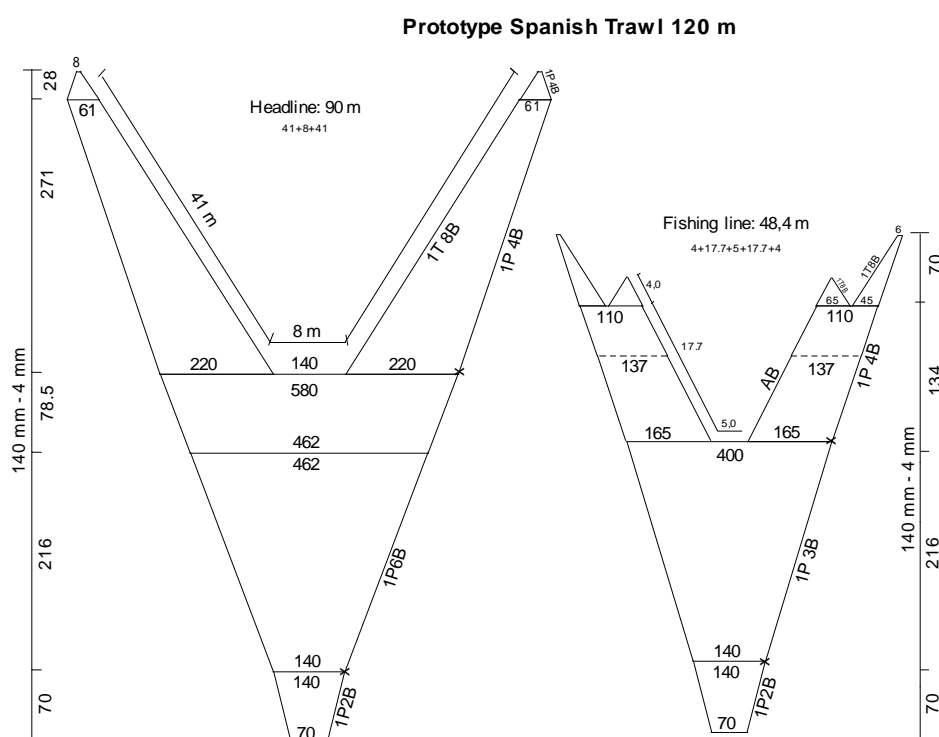 Prototype Spanish Trawl 120 m
8
28
1P 4B
61
61
Headline: 90 m
41+8+41
271
41 m
1T 8B
1P 4B
8 m
220
140
220
580
78.5
140 mm - 4 mm
462
462
216
1P6B
140
140
70
1P2B
70
Fishing line: 48,4 m
4+17.7+5+17.7+4
6
70
1T8B
4,0
1T8B
65
45
110
110
17.7
137
137
1P 4B
AB
134
5,0
165
165
400
140 mm - 4 mm
1P 3B
216
140
140
1P2B
70
70